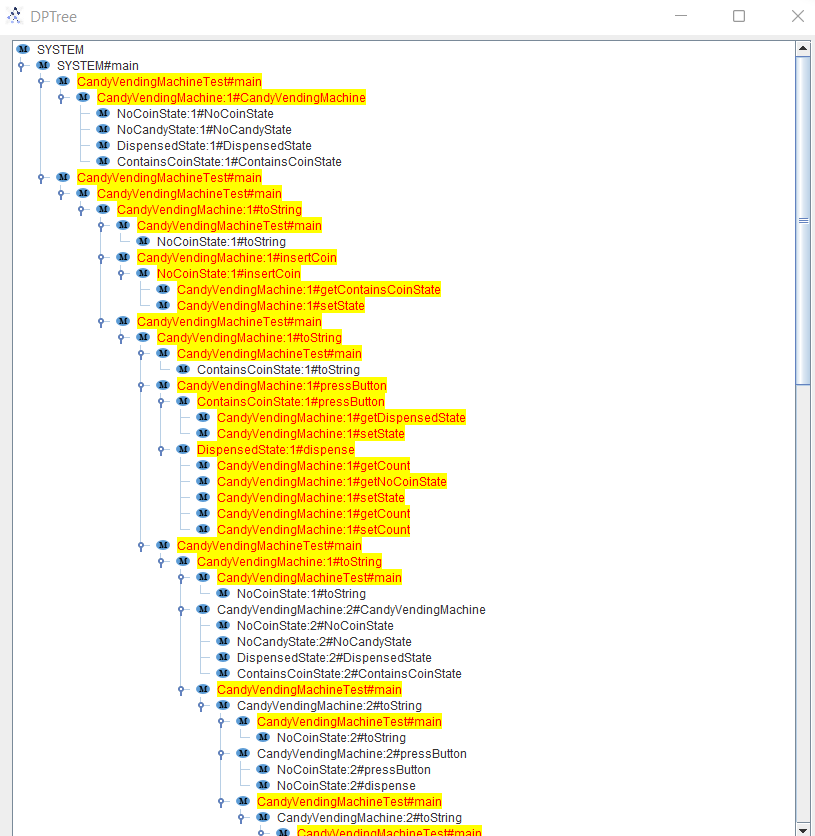 DPTree
SYSTEM
SYSTEM#main
CandyVendingMachineTest#main
CandyVendingMachine:1#CandyVendingMachine
NoCoinState:1#NoCoinState
NoCandyState:1#NoCandyState
DispensedState:1#DispensedState
ContainsCoinState:1#ContainsCoinState
CandyVendingMachineTest#main
CandyVendingMachineTest#main
CandyVendingMachine:1#toString
CandyVendingMachineTest#main
NoCoinState:1#toString
CandyVendingMachine:1#insertCoin
NoCoinState:1#insertCoin
CandyVendingMachine:1#getContainsCoinState
CandyVendingMachine:1#setState
CandyVendingMachineTest#main
CandyVendingMachine:1#toString
CandyVendingMachineTest#main
ContainsCoinState:1#toString
CandyVendingMachine:1#pressButton
ContainsCoinState:1#pressButton
CandyVendingMachine:1#getDispensedState
CandyVendingMachine:1#setState
DispensedState:1#dispense
CandyVendingMachine:1#getCount
CandyVendingMachine:1#getNoCoinState
CandyVendingMachine:1#setState
CandyVendingMachine:1#getCount
CandyVendingMachine:1#setCount
CandyVendingMachineTest#main
CandyVendingMachine:1#toString
CandyVendingMachineTest#main
NoCoinState:1#toString
CandyVendingMachine:2#CandyVendingMachine
NoCoinState:2#NoCoinState
NoCandyState:2#NoCandyState
DispensedState:2#DispensedState
ContainsCoinState:2#ContainsCoinState
CandyVendingMachineTest#main
CandyVendingMachine:2#toString
CandyVendingMachineTest#main
NoCoinState:2#toString
CandyVendingMachine:2#pressButton
NoCoinState:2#pressButton
NoCoinState:2#dispense
CandyVendingMachineTest#main
CandyVendingMachine:2#toString
CandyVendingMachineTest#main